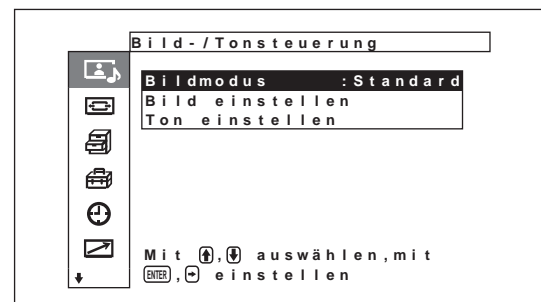 Bild-/Tonsteuerung
Bildmodus :Standard
Bild einstellen
Ton einstellen
Mit ↑,↓ auswählen,mit
ENTER,→ einstellen